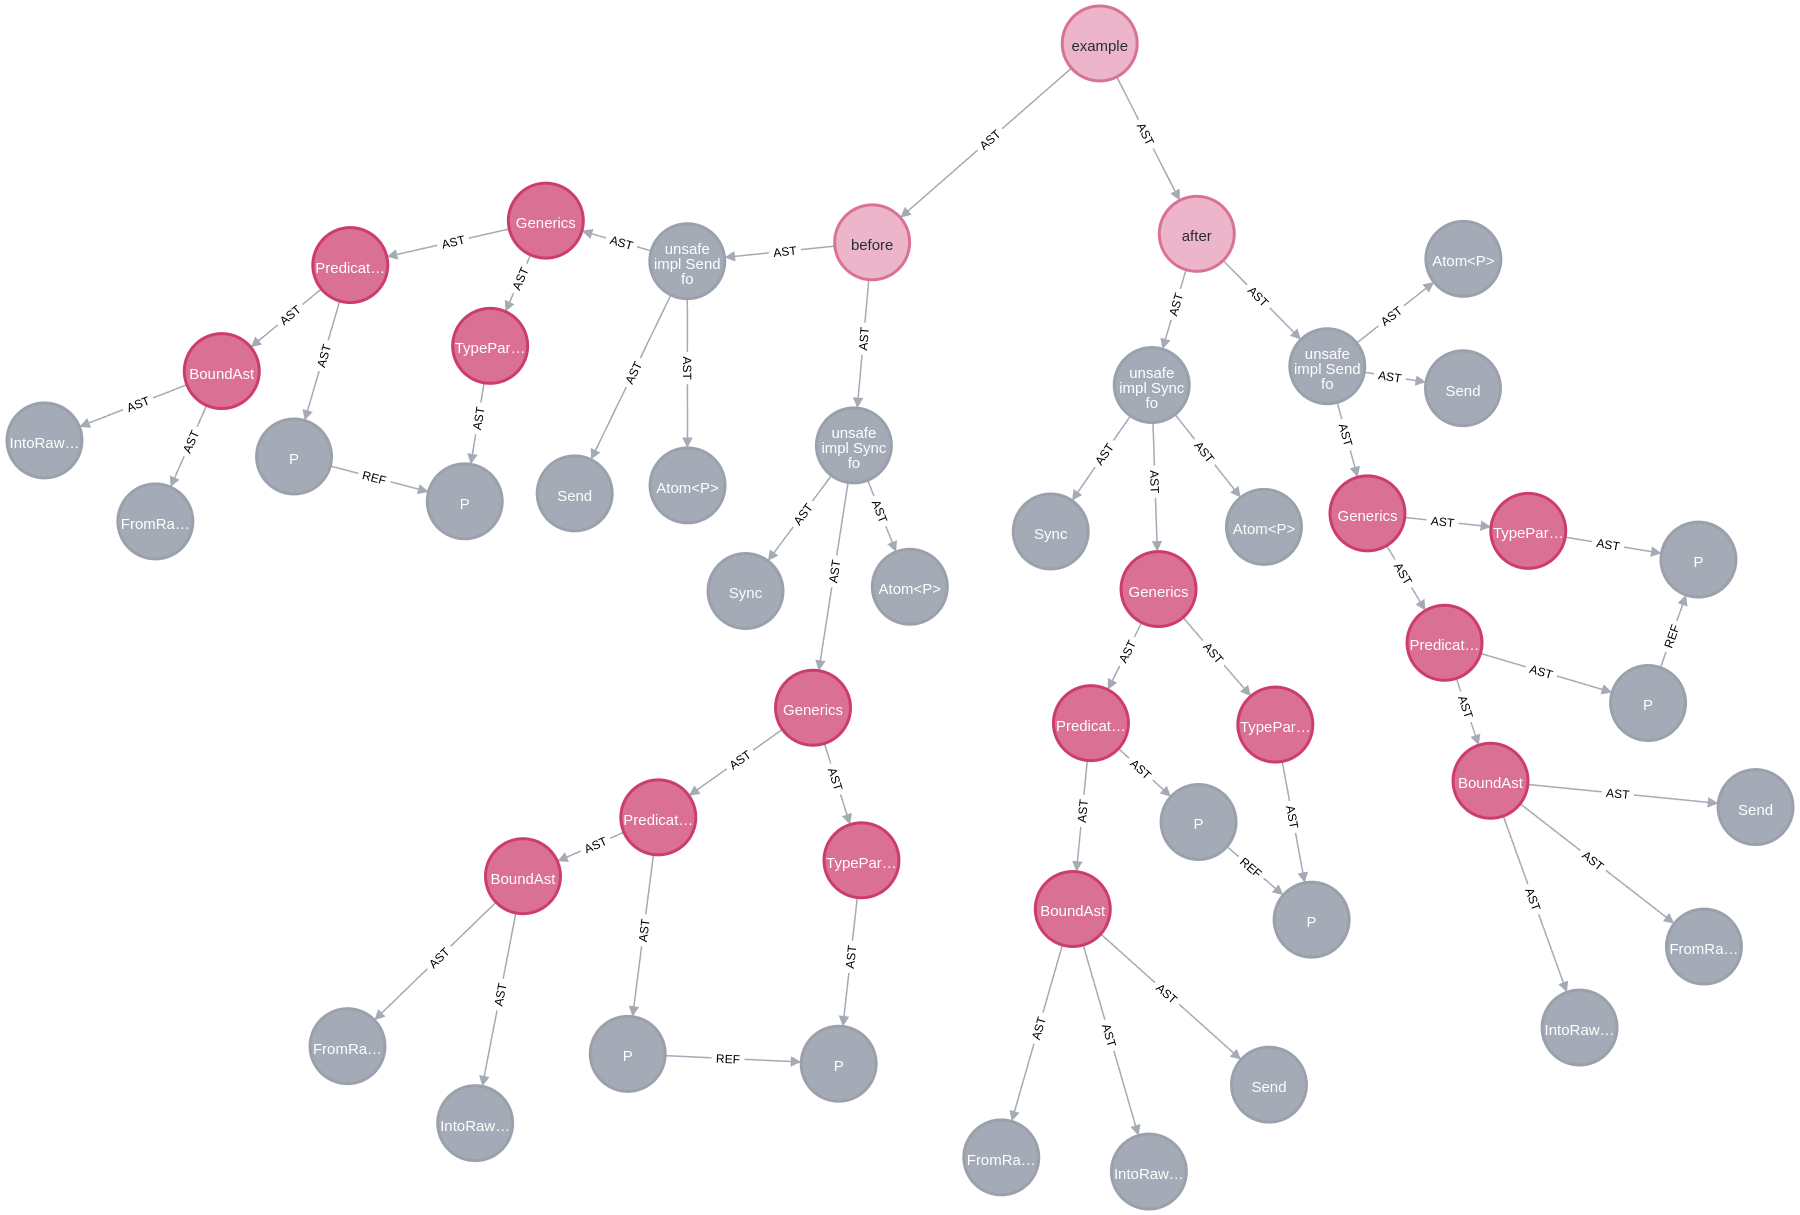 example
AST
AST
before
after
AST
AST
AST
AST
unsafe
impl Send
fo
AST
AST
AST
Generics
AST
AST
Predicat…
TypePar…
AST
AST
AST
BoundAst
P
P
REF
AST
AST
IntoRaw…
FromRa…
Send
Atom<P>
unsafe
impl Sync
fo
AST
AST
AST
Sync
Atom<P>
Generics
AST
AST
Predicat…
TypePar…
AST
AST
AST
BoundAst
P
REF
P
AST
AST
FromRa…
IntoRaw…
unsafe
impl Sync
fo
AST
AST
AST
Sync
Atom<P>
Generics
AST
AST
Predicat…
TypePar…
AST
AST
AST
BoundAst
P
REF
P
AST
AST
AST
FromRa…
IntoRaw…
Send
unsafe
impl Send
fo
AST
AST
AST
Atom<P>
Send
Generics
AST
AST
TypePar…
AST
P
Predicat…
AST
AST
P
REF
BoundAst
AST
AST
AST
Send
FromRa…
IntoRaw…